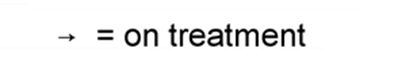 → = on treatment